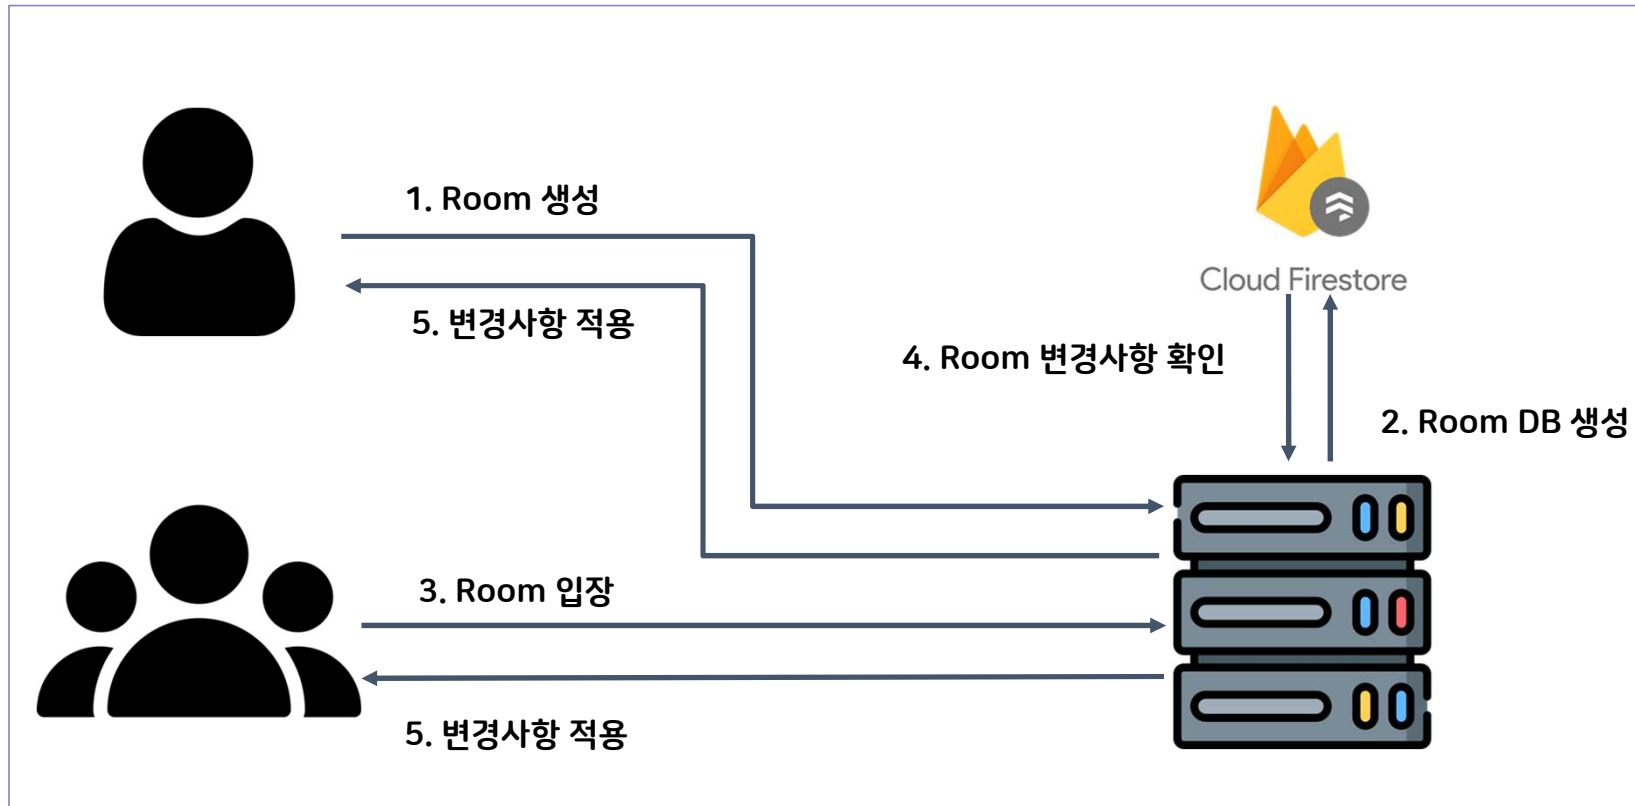 1. Room 생성
Cloud Firestore
5. 변경사항 적용
4. Room 변경사항 확인
2. Room DB 생성
3. Room 입장
5. 변경사항 적용